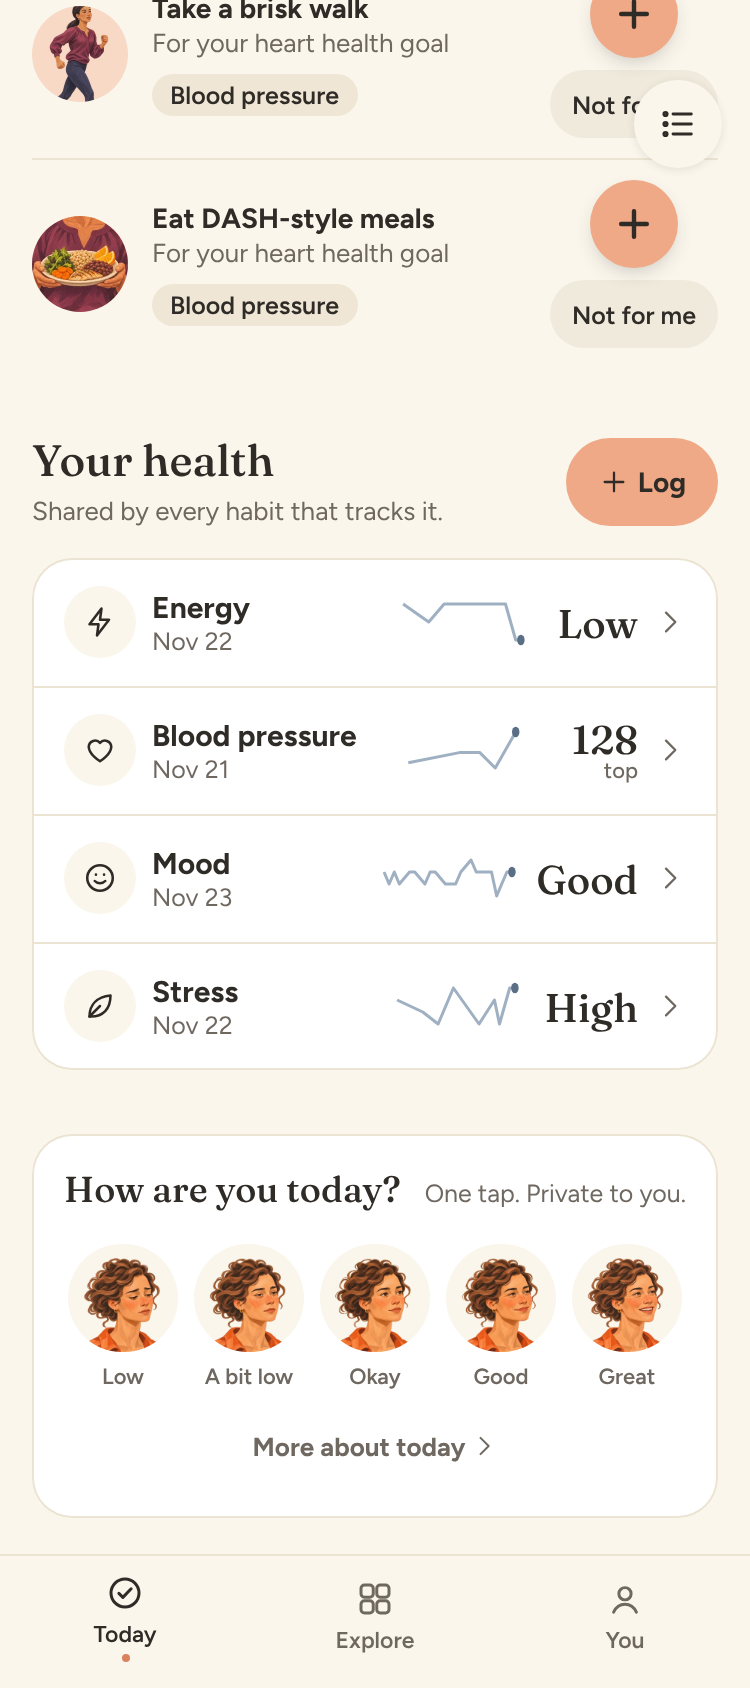 Take a brisk walk
For your heart health goal
Blood pressure
Not
Eat DASH-style meals
For your heart health goal
Blood pressure
Not for me
Your health
Shared by every habit that tracks it.
+ Log
Energy
Nov 22
Low
Blood pressure
Nov 21
128
top
Mood
Nov 23
Good
Stress
Nov 22
High
How are you today?
One tap. Private to you.
Low
A bit low
Okay
Good
Great
More about today
Today
Explore
You